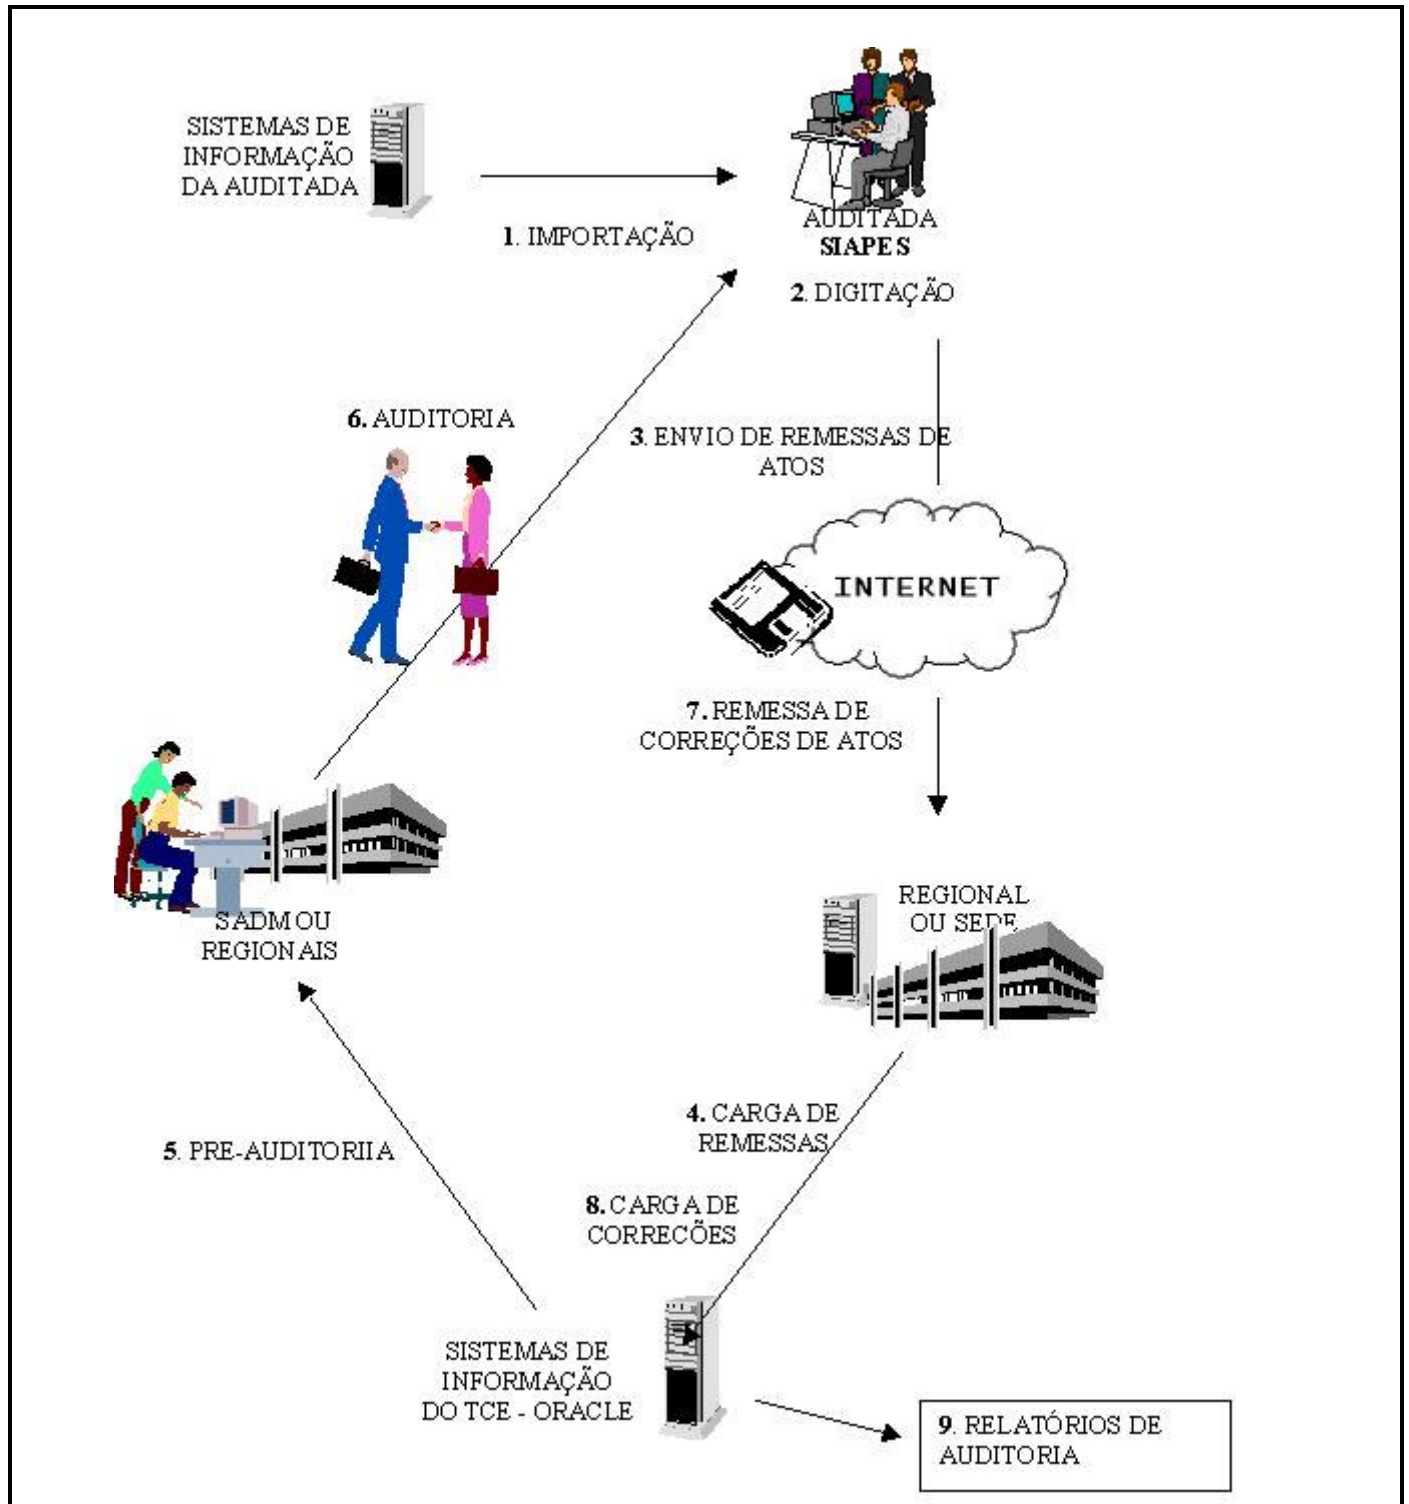 SISTEMAS DE
INFORMAÇÃO
DA AUDITADA
1. IMPORTAÇÃO
AUDITADA
SIAPES
2. DIGITAÇÃO
6. AUDITORIA
3. ENVIO DE REMESSAS DE
ATOS
INTERNET
7. REMESSA DE
CORREÇÕES DE ATOS
SADM OU
REGIONAIS
REGIONAL
OU SEDE
4. CARGA DE
REMESSAS
5. PRE-AUDITORIIA
8. CARGA DE
CORRECÕES
SISTEMAS DE
INFORMAÇÃO
DO TCE - ORACLE
9. RELATÓRIOS DE
AUDITORIA